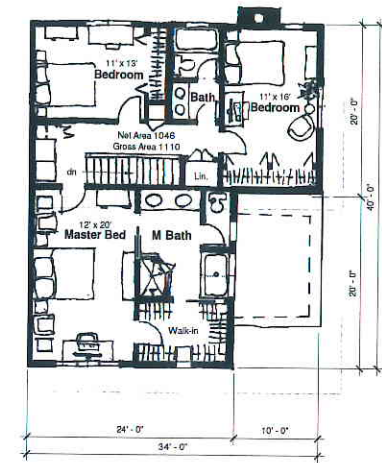 11' x 13'
Bedroom
Bath
11' x 16'
Bedroom
Net Area 1046
Gross Area 1110
dn
Lin.
12' x 20'
Master Bed
M Bath
Walk-in
20' - 0"
40' - 0"
20' - 0"
24' - 0"
10' - 0"
34' - 0"